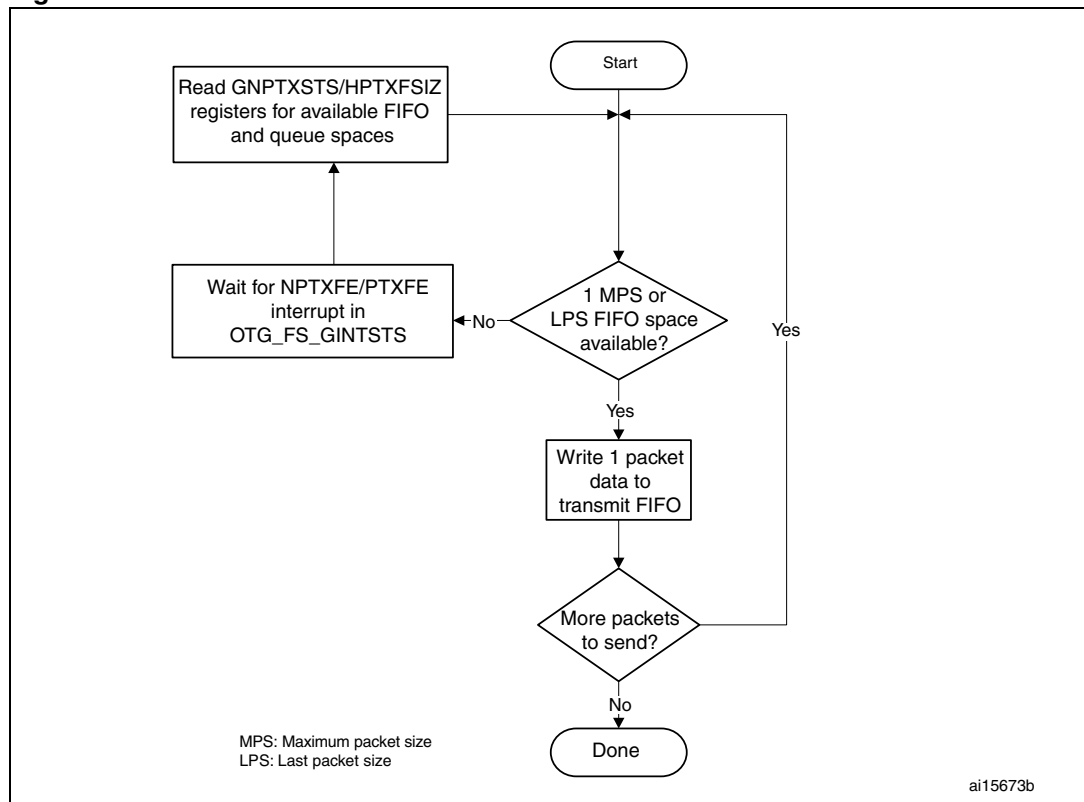 Start
Read GNPTXSTS/HPTXFSIZ
registers for available FIFO
and queue spaces
Wait for NPTXFE/PTXFE
interrupt in
OTG_FS_GINTSTS
No
1 MPS or
LPS FIFO space
available?
Yes
Yes
Write 1 packet
data to
transmit FIFO
More packets
to send?
No
Done
MPS: Maximum packet size
LPS: Last packet size
ai15673b